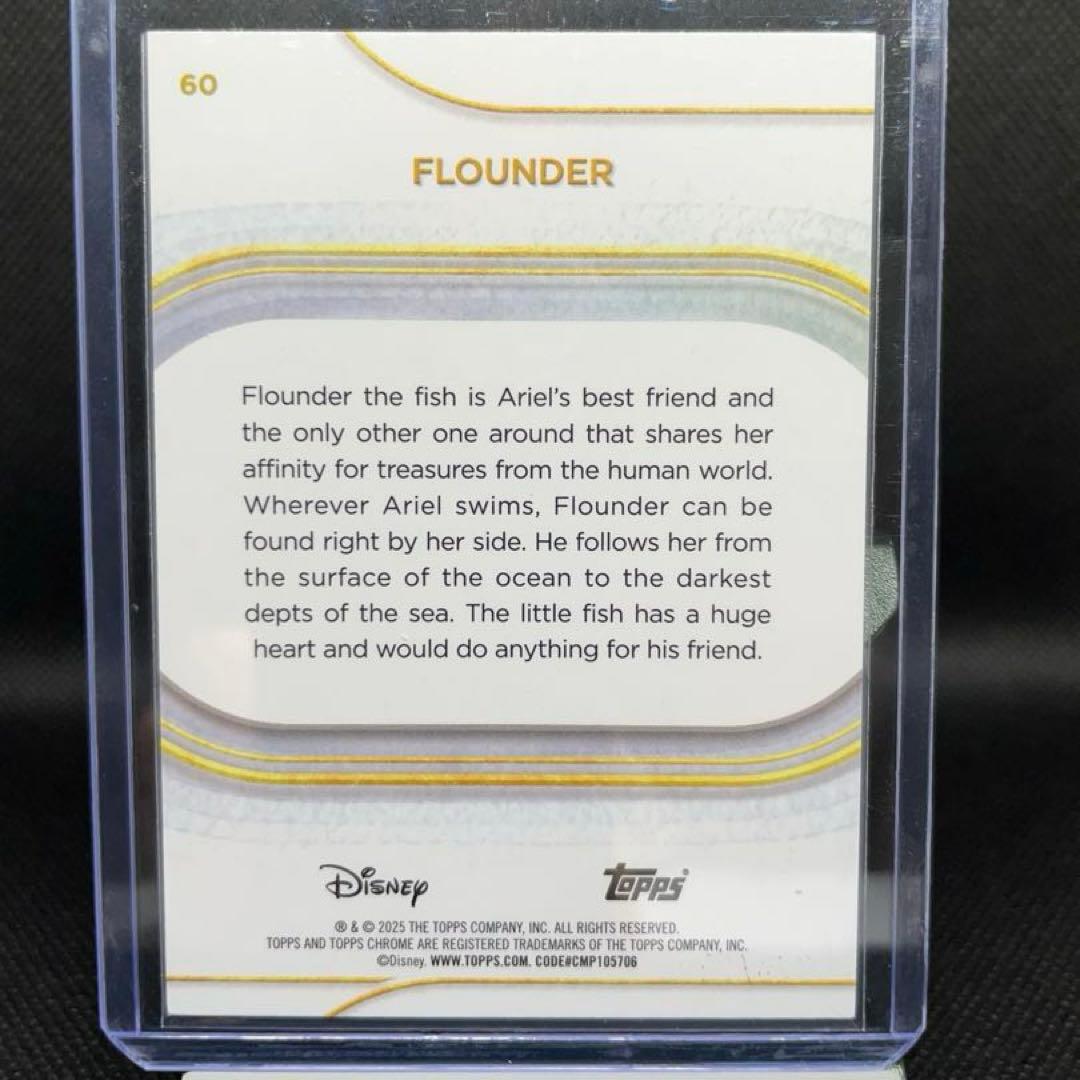 60
FLOUNDER
Flounder the fish is Ariel's best friend and
the only other one around that shares her
affinity for treasures from the human world.
Wherever Ariel swims, Flounder can be
found right by her side. He follows her from
the surface of the ocean to the darkest
depts of the sea. The little fish has a huge
heart and would do anything for his friend.
Disney topps
® & © 2025 THE TOPPS COMPANY, INC. ALL RIGHTS RESERVED.
TOPPS AND TOPPS CHROME ARE REGISTERED TRADEMARKS OF THE TOPPS COMPANY, INC.
©Disney. WWW.TOPPS.COM. CODE#CMP105706